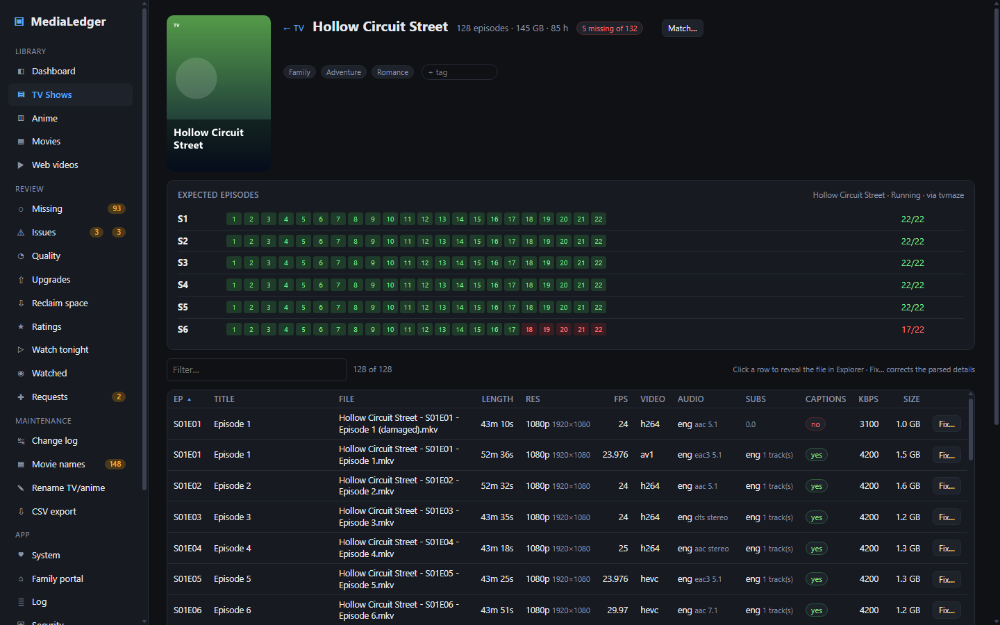 MediaLedger
LIBRARY
Dashboard
TV Shows
Anime
Movies
Web videos
REVIEW
Missing 93
Issues 3 3
Quality
Upgrades
Reclaim space
Ratings
Watch tonight
Watched
Requests 2
MAINTENANCE
Change log
Movie names 148
Rename TV/anime
CSV export
APP
System
Family portal
Log
Security
TV
Hollow Circuit
Street
← TV Hollow Circuit Street 128 episodes · 145 GB · 85 h 5 missing of 132 Match...
Family Adventure Romance + tag
EXPECTED EPISODES Hollow Circuit Street · Running · via tvmaze
S1 1 2 3 4 5 6 7 8 9 10 11 12 13 14 15 16 17 18 19 20 21 22 22/22
S2 1 2 3 4 5 6 7 8 9 10 11 12 13 14 15 16 17 18 19 20 21 22 22/22
S3 1 2 3 4 5 6 7 8 9 10 11 12 13 14 15 16 17 18 19 20 21 22 22/22
S4 1 2 3 4 5 6 7 8 9 10 11 12 13 14 15 16 17 18 19 20 21 22 22/22
S5 1 2 3 4 5 6 7 8 9 10 11 12 13 14 15 16 17 18 19 20 21 22 22/22
S6 1 2 3 4 5 6 7 8 9 10 11 12 13 14 15 16 17 18 19 20 21 22 17/22
Filter... 128 of 128 Click a row to reveal the file in Explorer · Fix... corrects the parsed details
EP TITLE FILE LENGTH RES FPS VIDEO AUDIO SUBS CAPTIONS KBPS SIZE
S01E01 Episode 1 Hollow Circuit Street - S01E01 - 43m 10s 1080p 1920×1080 24 h264 eng aac 5.1 0.0 no 3100 1.0 GB Fix...
Episode 1 (damaged).mkv
S01E01 Episode 1 Hollow Circuit Street - S01E01 - 52m 36s 1080p 1920×1080 23.976 av1 eng eac3 5.1 eng 1 track(s) yes 4200 1.5 GB Fix...
Episode 1.mkv
S01E02 Episode 2 Hollow Circuit Street - S01E02 - 52m 32s 1080p 1920×1080 24 h264 eng aac 5.1 eng 1 track(s) yes 4200 1.6 GB Fix...
Episode 2.mkv
S01E03 Episode 3 Hollow Circuit Street - S01E03 - 43m 35s 1080p 1920×1080 24 h264 eng dts stereo eng 1 track(s) yes 4200 1.2 GB Fix...
Episode 3.mkv
S01E04 Episode 4 Hollow Circuit Street - S01E04 - 43m 18s 1080p 1920×1080 25 h264 eng aac stereo eng 1 track(s) yes 4200 1.3 GB Fix...
Episode 4.mkv
S01E05 Episode 5 Hollow Circuit Street - S01E05 - 43m 25s 1080p 1920×1080 23.976 hevc eng eac3 5.1 eng 1 track(s) yes 4200 1.3 GB Fix...
Episode 5.mkv
S01E06 Episode 6 Hollow Circuit Street - S01E06 - 43m 51s 1080p 1920×1080 29.97 hevc eng aac 7.1 eng 1 track(s) yes 4200 1.2 GB Fix...
Episode 6.mkv